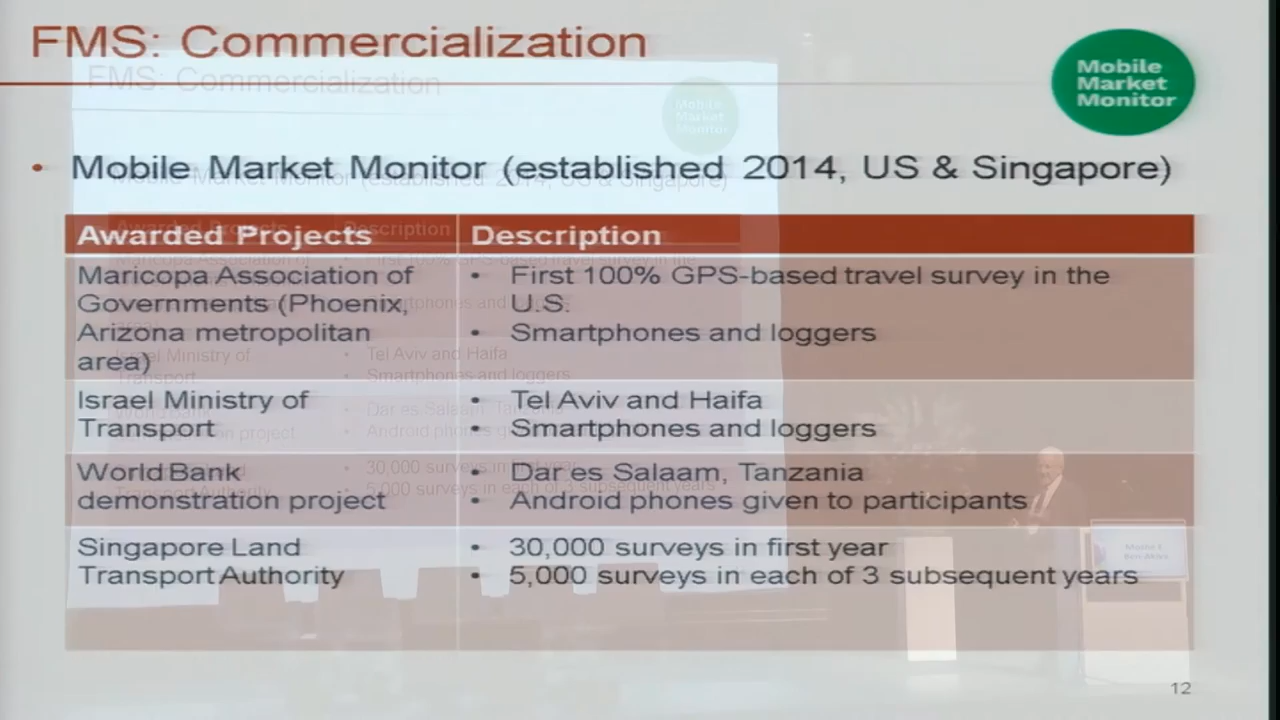 FMS: Commercialization
Mobile
Market
Monitor
• Mobile Market Monitor (established 2014, US & Singapore)
Awarded Projects
Description
Maricopa Association of
Governments (Phoenix,
Arizona metropolitan
area)
• First 100% GPS-based travel survey in the
U.S.
• Smartphones and loggers
Israel Ministry of
Transport
• Tel Aviv and Haifa
• Smartphones and loggers
World Bank
demonstration project
• Dar es Salaam, Tanzania
• Android phones given to participants
Singapore Land
Transport Authority
• 30,000 surveys in first year
• 5,000 surveys in each of 3 subsequent years
12